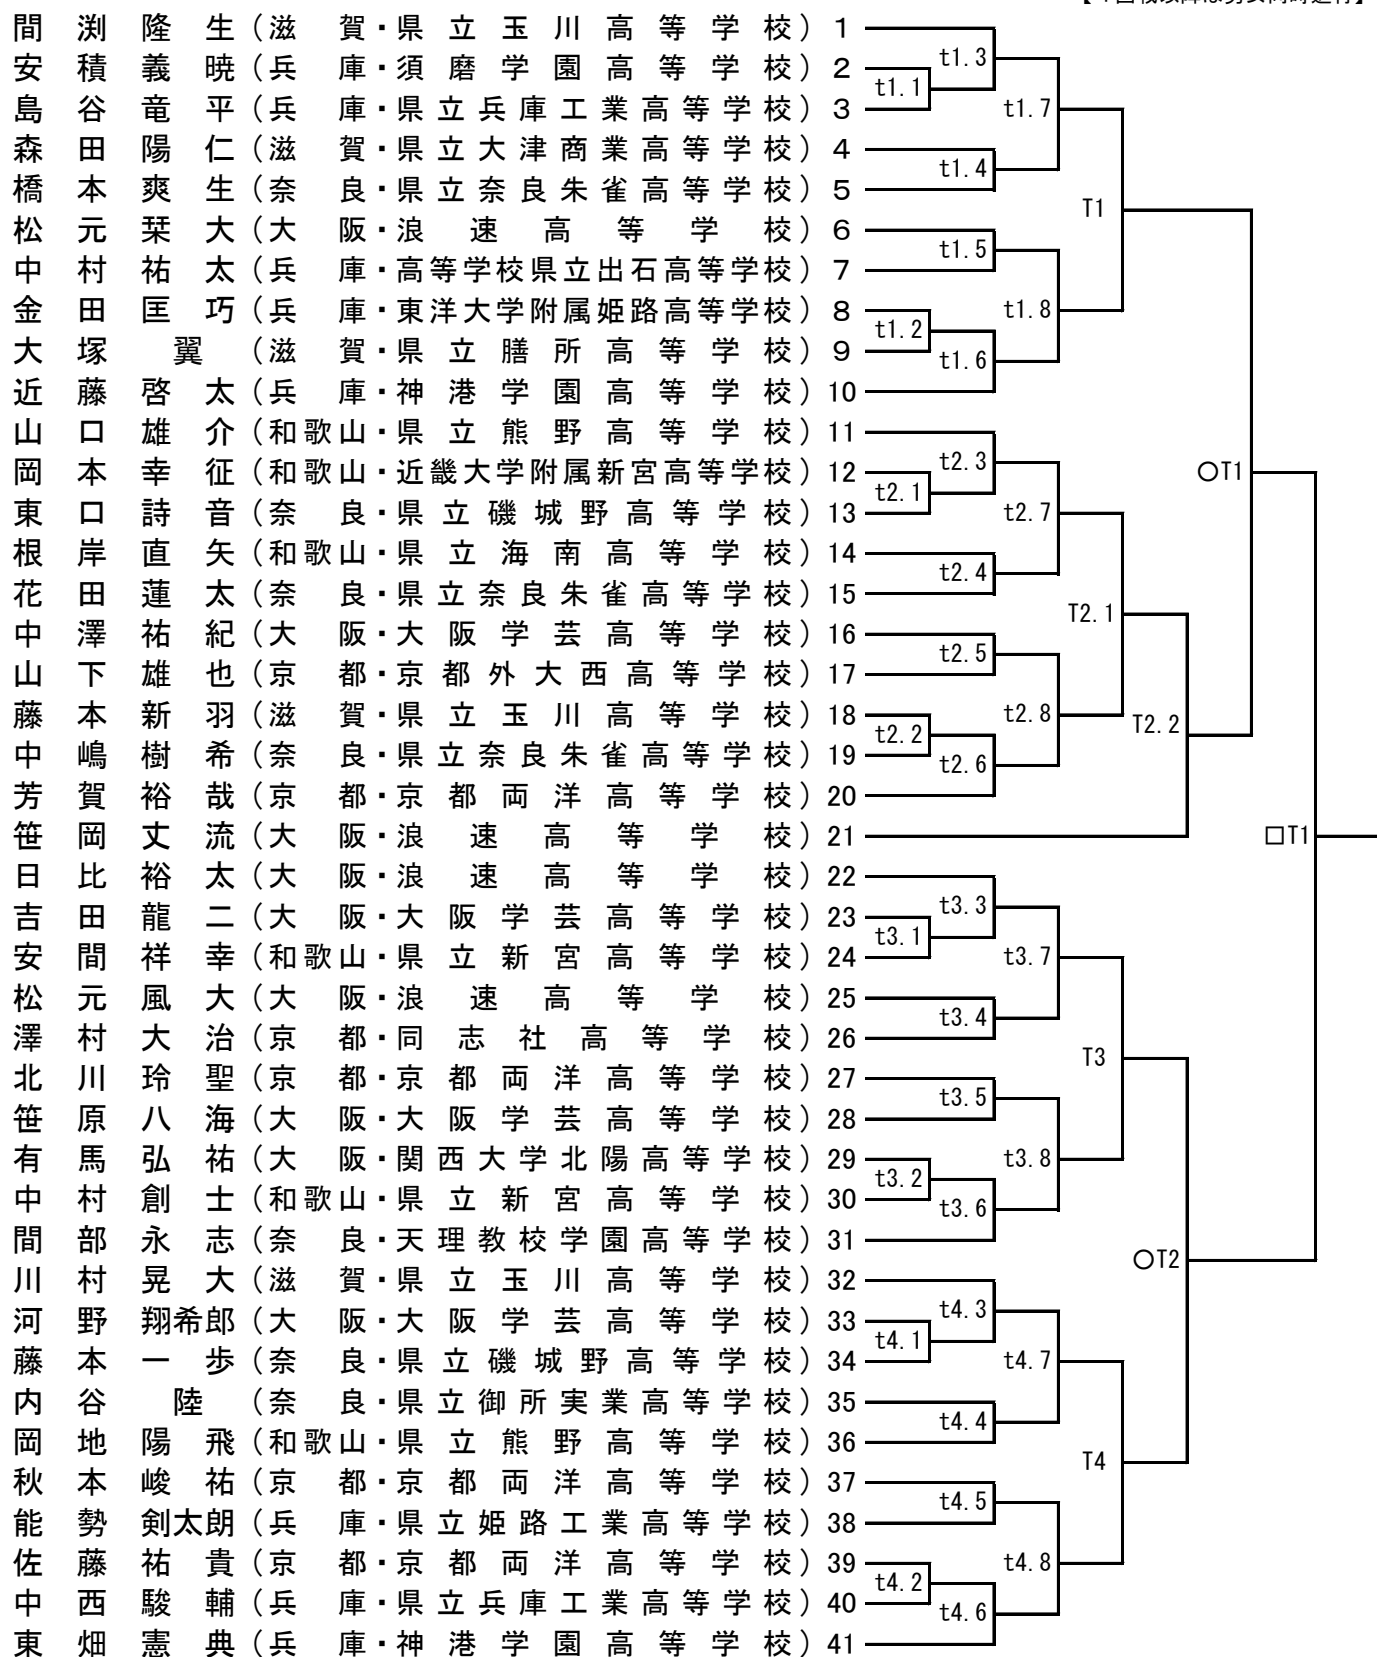 間渕隆生(滋賀・県立玉川高等学校) 1
t1.3
安積義暁(兵庫・須磨学園高等学校) 2
t1.1
島谷竜平(兵庫・県立兵庫工業高等学校) 3
t1.7
森田陽仁(滋賀・県立大津商業高等学校) 4
t1.4
橋本爽生(奈良・県立奈良朱雀高等学校) 5
T1
松元栞大(大阪・浪速高等学校) 6
t1.5
中村祐太(兵庫・高等学校県立出石高等学校) 7
金田匡巧(兵庫・東洋大学附属姫路高等学校) 8
t1.8
t1.2
大塚翼(滋賀・県立膳所高等学校) 9
t1.6
近藤啓太(兵庫・神港学園高等学校) 10
山口雄介(和歌山・県立熊野高等学校) 11
t2.3
岡本幸征(和歌山・近畿大学附属新宮高等学校) 12
○T1
t2.1
東口詩音(奈良・県立磯城野高等学校) 13
t2.7
根岸直矢(和歌山・県立海南高等学校) 14
t2.4
花田蓮太(奈良・県立奈良朱雀高等学校) 15
T2.1
中澤祐紀(大阪・大阪学芸高等学校) 16
t2.5
山下雄也(京都・京都外大西高等学校) 17
藤本新羽(滋賀・県立玉川高等学校) 18
t2.8
T2.2
t2.2
中嶋樹希(奈良・県立奈良朱雀高等学校) 19
t2.6
芳賀裕哉(京都・京都両洋高等学校) 20
笹岡丈流(大阪・浪速高等学校) 21
□T1
日比裕太(大阪・浪速高等学校) 22
t3.3
吉田龍二(大阪・大阪学芸高等学校) 23
t3.1
安間祥幸(和歌山・県立新宮高等学校) 24
t3.7
松元風大(大阪・浪速高等学校) 25
t3.4
澤村大治(京都・同志社高等学校) 26
T3
北川玲聖(京都・京都両洋高等学校) 27
t3.5
笹原八海(大阪・大阪学芸高等学校) 28
有馬弘祐(大阪・関西大学北陽高等学校) 29
t3.8
t3.2
中村創士(和歌山・県立新宮高等学校) 30
t3.6
間部永志(奈良・天理教校学園高等学校) 31
○T2
川村晃大(滋賀・県立玉川高等学校) 32
t4.3
河野翔希郎(大阪・大阪学芸高等学校) 33
t4.1
藤本一歩(奈良・県立磯城野高等学校) 34
t4.7
内谷陸(奈良・県立御所実業高等学校) 35
t4.4
岡地陽飛(和歌山・県立熊野高等学校) 36
T4
秋本峻祐(京都・京都両洋高等学校) 37
t4.5
能勢剣太朗(兵庫・県立姫路工業高等学校) 38
佐藤祐貴(京都・京都両洋高等学校) 39
t4.8
t4.2
中西駿輔(兵庫・県立兵庫工業高等学校) 40
t4.6
東畑憲典(兵庫・神港学園高等学校) 41